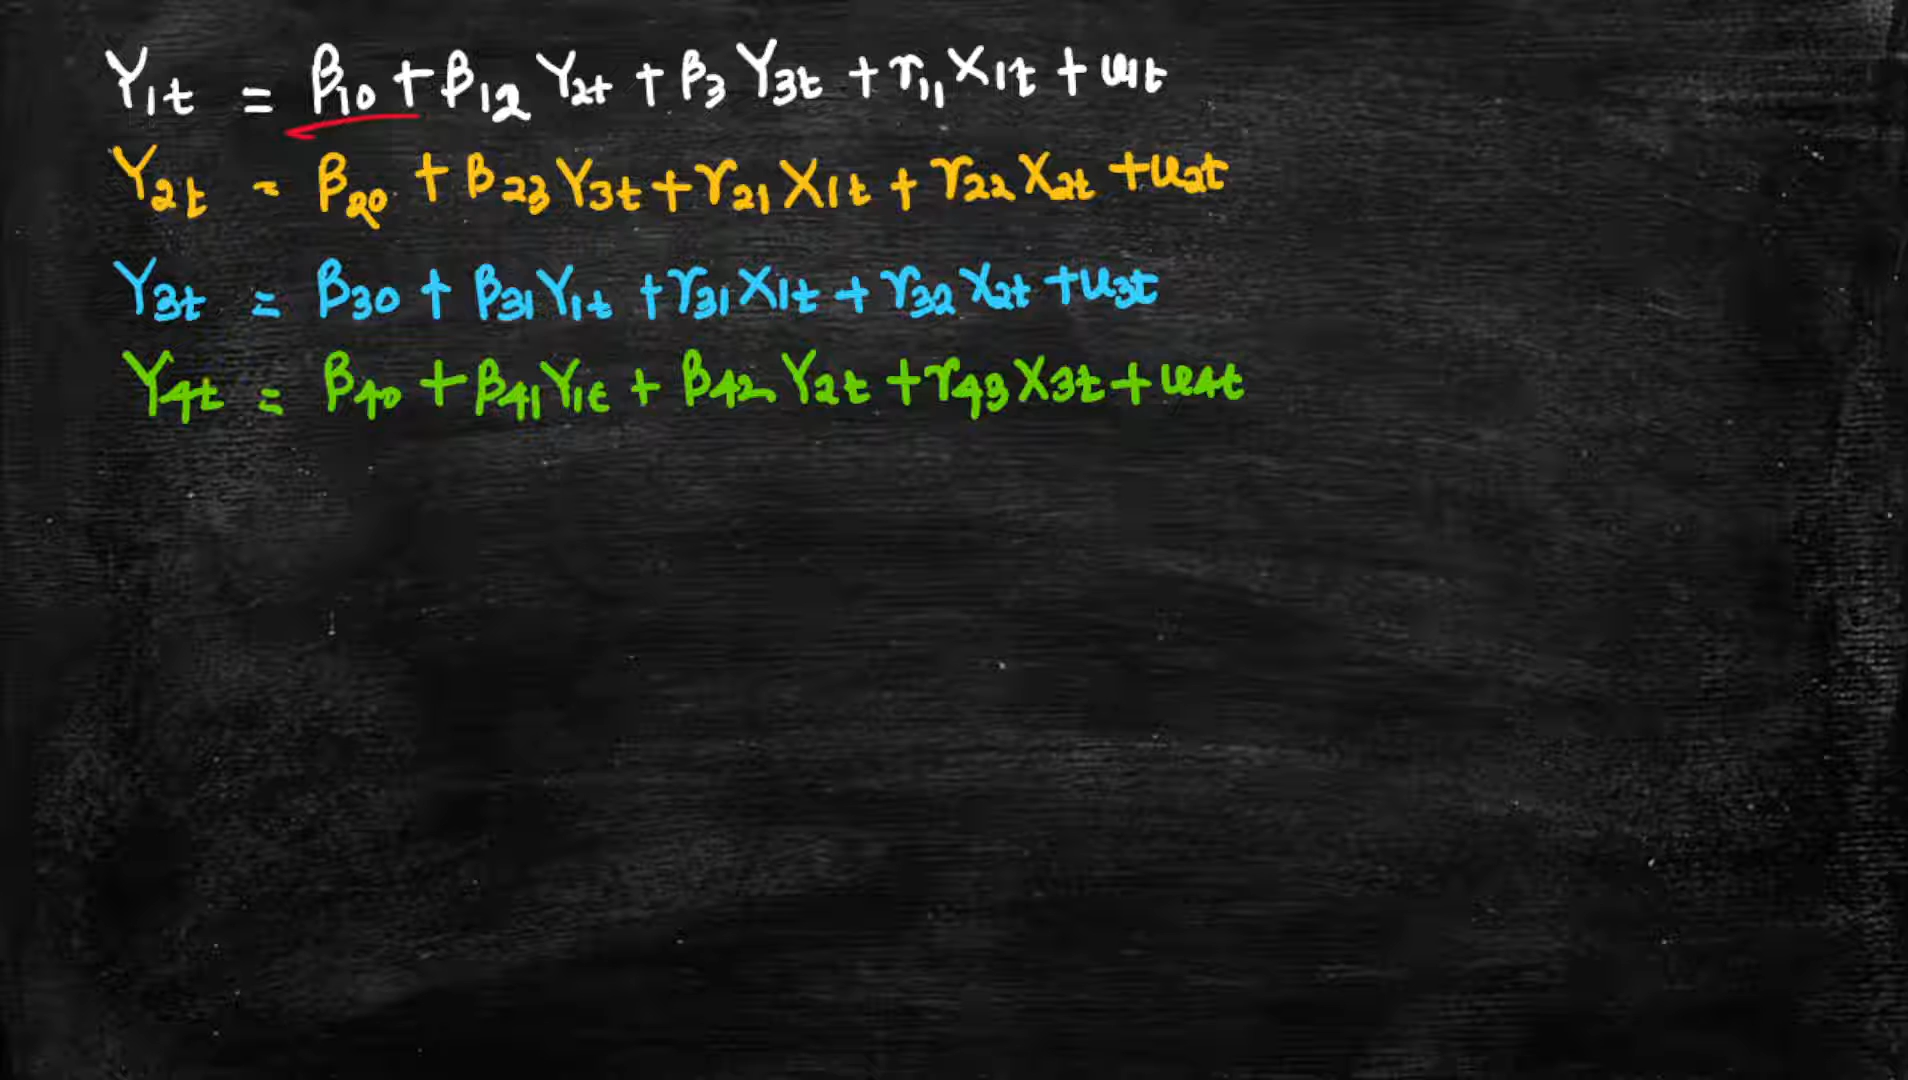 Y₁t = β₁₀ + β₁₂ Y₂t + β₃ Y₃t + γ₁₁ X₁t + u₁t
Y₂t = β₂₀ + β₂₃ Y₃t + γ₂₁ X₁t + γ₂₂ X₂t + u₂t
Y₃t = β₃₀ + β₃₁ Y₁t + γ₃₁ X₁t + γ₃₂ X₂t + u₃t
Y₄t = β₄₀ + β₄₁ Y₁t + β₄₂ Y₂t + γ₄₃ X₃t + u₄t